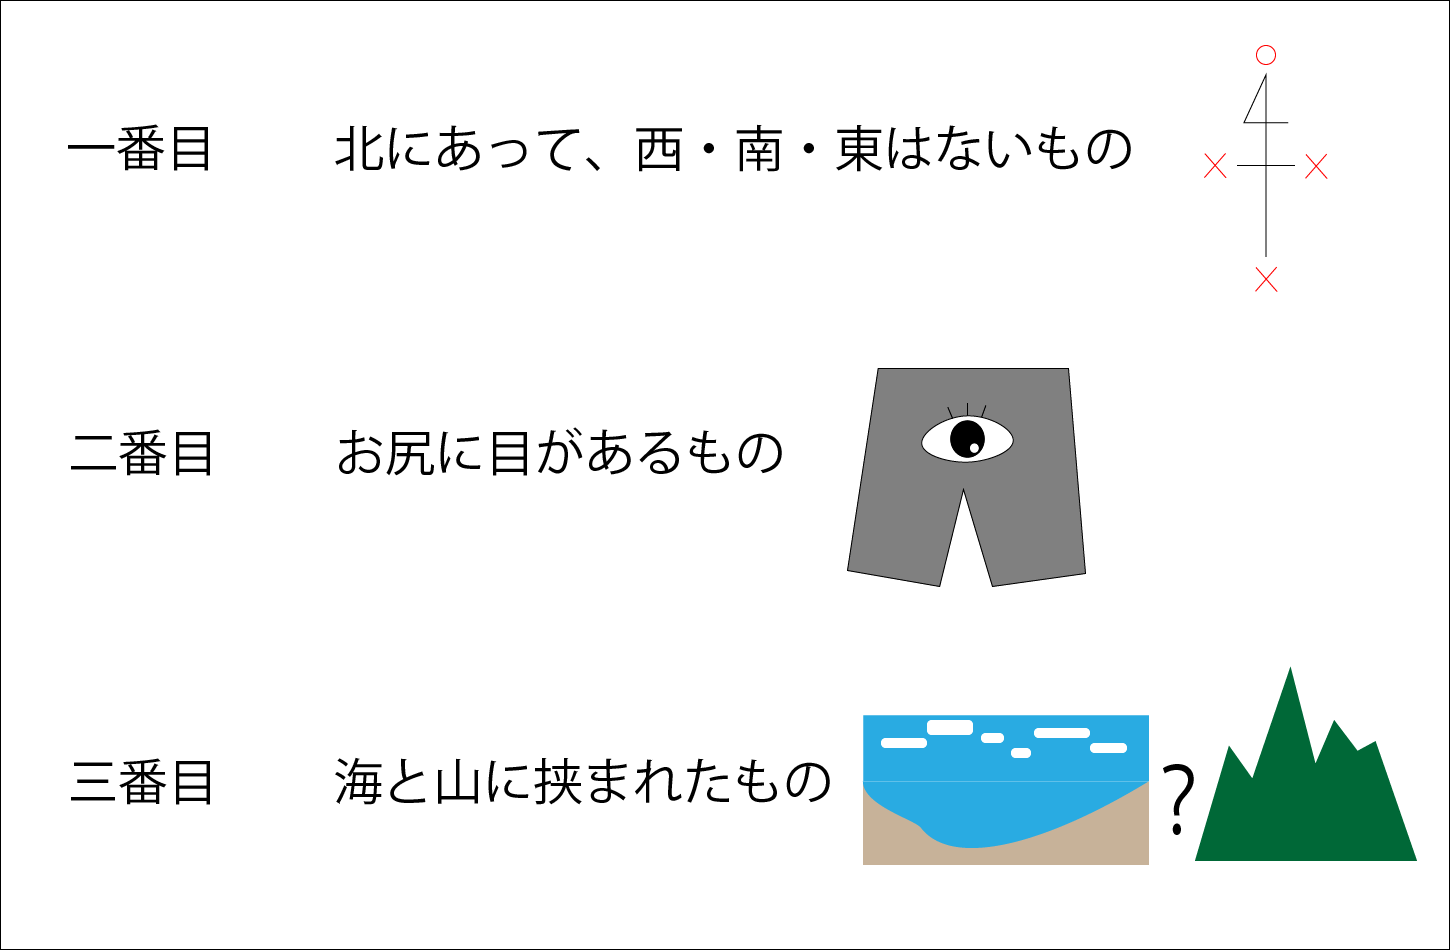 一番目 北にあって、西・南・東はないもの
二番目 お尻に目があるもの
三番目 海と山に挟まれたもの ?